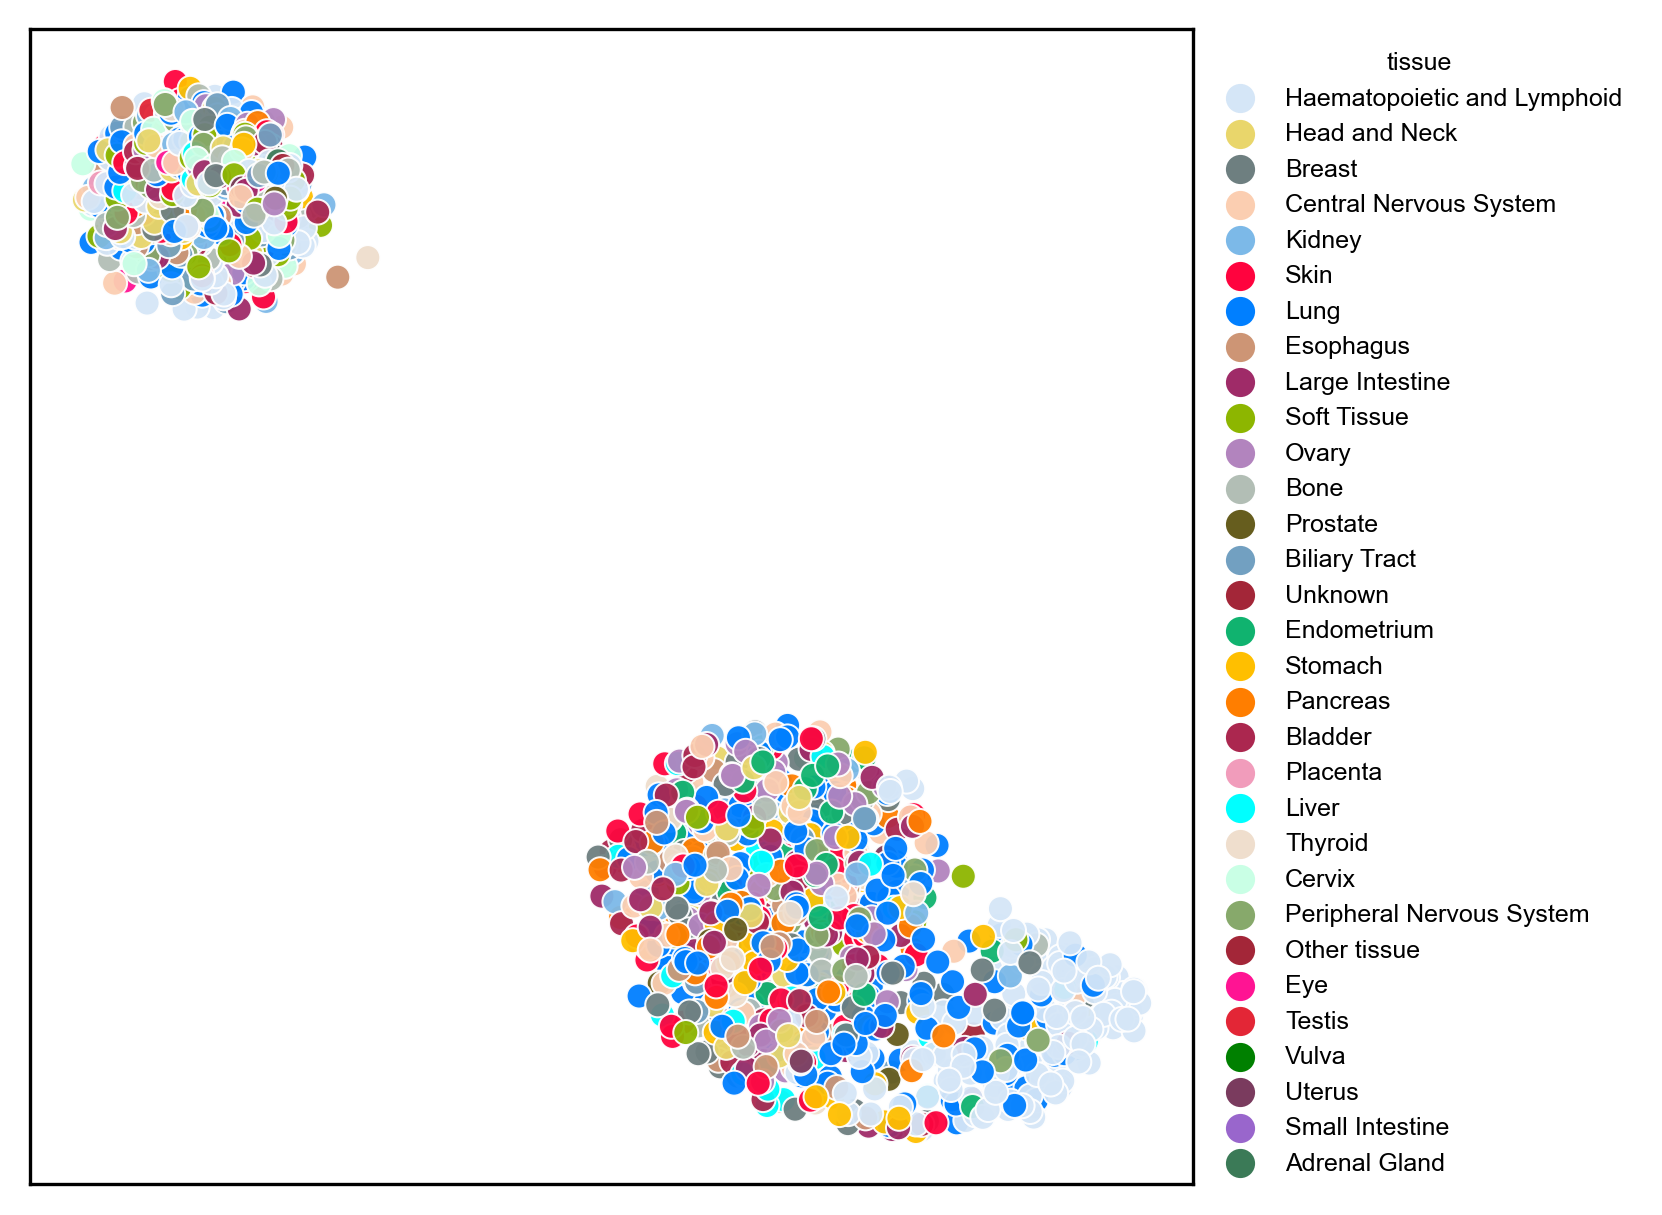 tissue
Haematopoietic and Lymphoid
Head and Neck
Breast
Central Nervous System
Kidney
Skin
Lung
Esophagus
Large Intestine
Soft Tissue
Ovary
Bone
Prostate
Biliary Tract
Unknown
Endometrium
Stomach
Pancreas
Bladder
Placenta
Liver
Thyroid
Cervix
Peripheral Nervous System
Other tissue
Eye
Testis
Vulva
Uterus
Small Intestine
Adrenal Gland